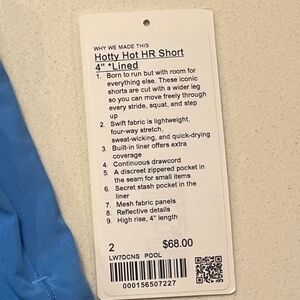 WHY WE MADE THIS
Hotty Hot HR Short
4" *Lined
1. Born to run but with room for
everything else. These iconic
shorts are cut with a wider leg
so you can move freely through
every stride, squat, and step
up
2. Swift fabric is lightweight,
four-way stretch,
sweat-wicking, and quick-drying
3. Built-in liner offers extra
coverage
4. Continuous drawcord
5. A discreet zippered pocket in
the seam for small items
6. Secret stash pocket in the
liner
7. Mesh fabric panels
8. Reflective details
9. High rise, 4" length
2 $68.00
LW7DCNS POOL
000156507227